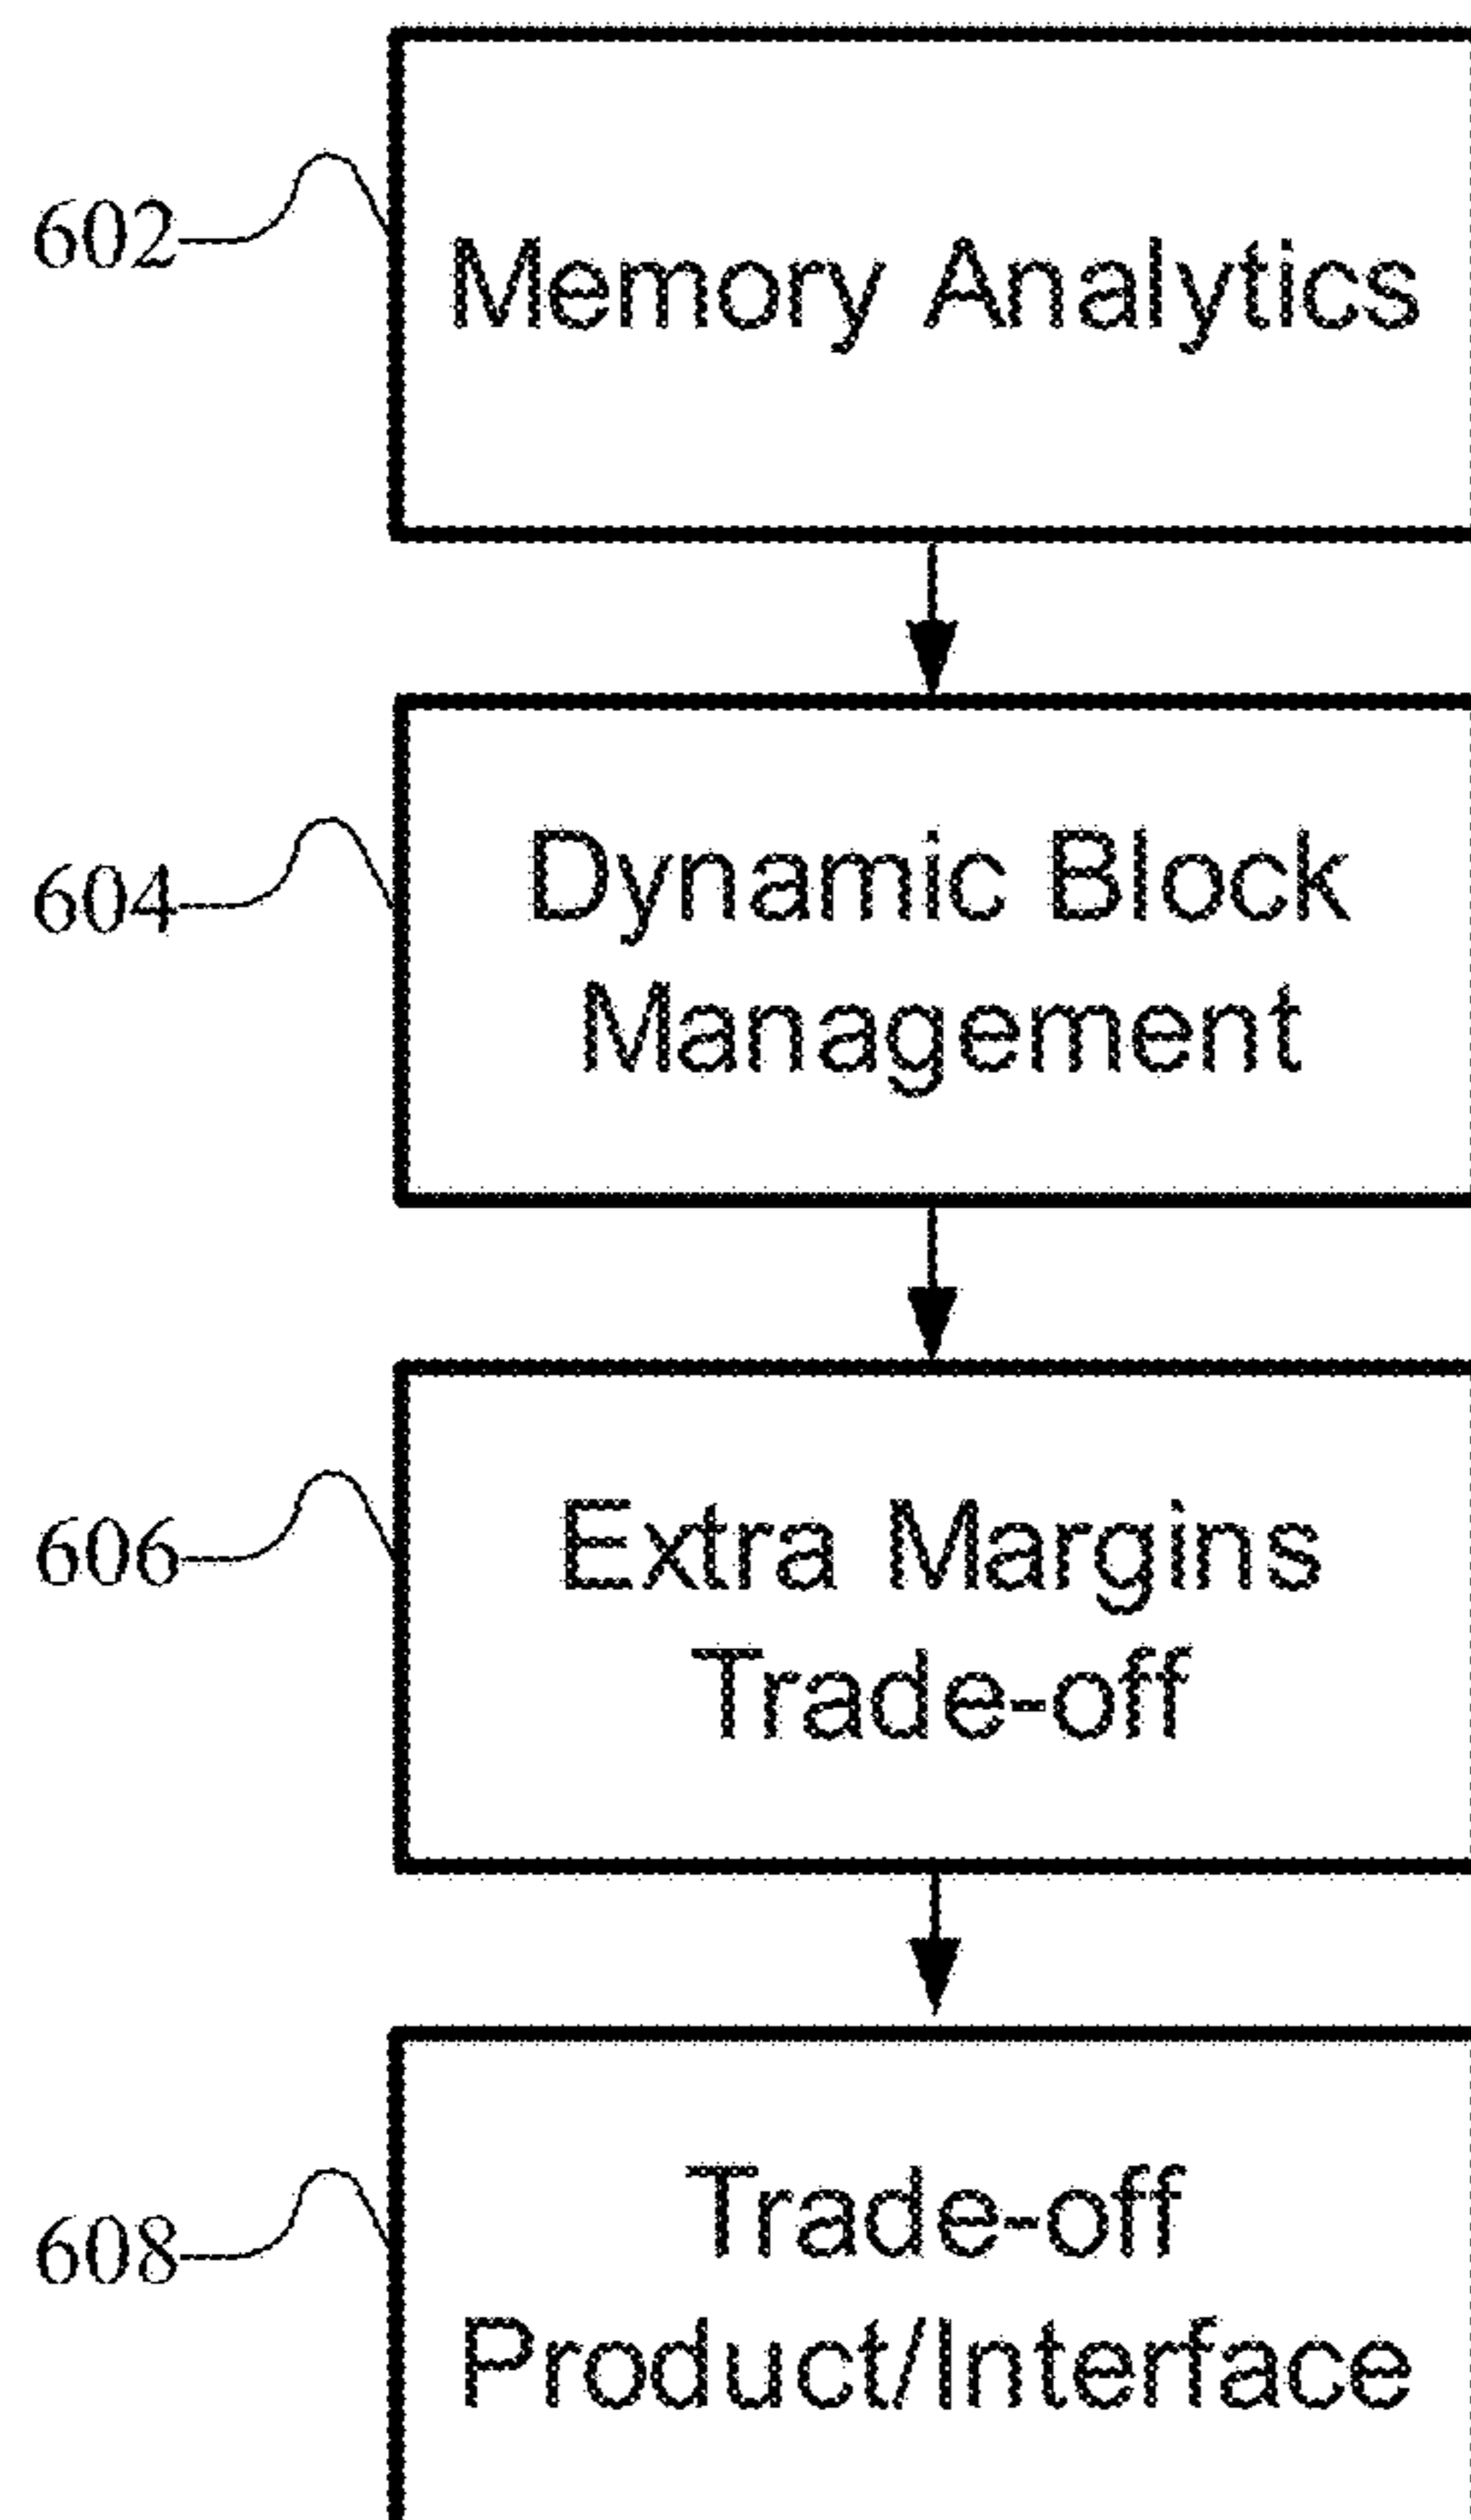 602
Memory Analytics
604
Dynamic Block
Management
606
Extra Margins
Trade-off
608
Trade-off
Product/Interface